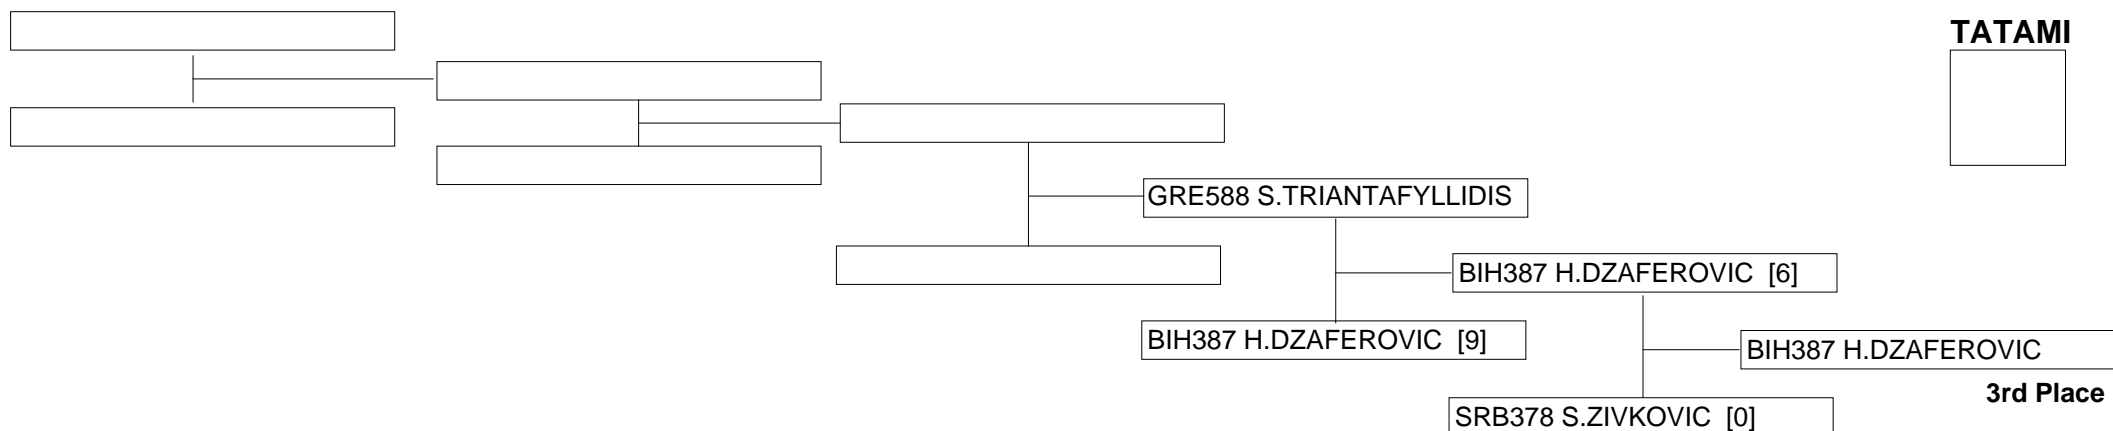 TATAMI
GRE588 S.TRIANTAFYLLIDIS
BIH387 H.DZAFEROVIC [6]
BIH387 H.DZAFEROVIC [9]
BIH387 H.DZAFEROVIC
3rd Place
SRB378 S.ZIVKOVIC [0]